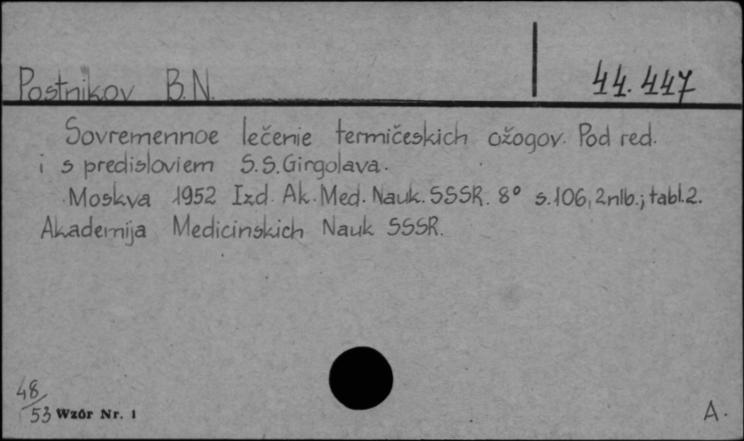 Postnikov B.N. 44.447
Sovremennoe lečenie termičeskich ožogov. Pod red.
i s predisloviem S.S.Girgolava.
Moskva 1952 Izd. Ak. Med. Nauk. SSSR. 8° s.106, 2nlb.; tabl.2.
Akademija Medicinskich Nauk SSSR.
48/53 Wzór Nr. 1 A.